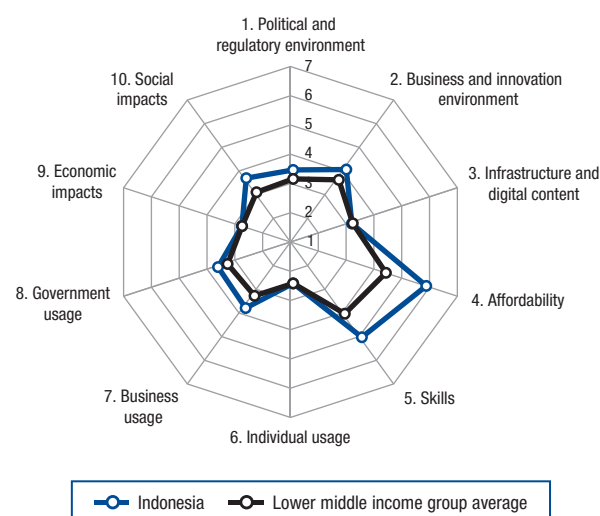 1. Political and
regulatory environment
10. Social
impacts
2. Business and innovation
environment
9. Economic
impacts
3. Infrastructure and
digital content
8. Government
usage
4. Affordability
7. Business
usage
5. Skills
6. Individual usage
7
6
5
4
3
2
1
Indonesia
Lower middle income group average